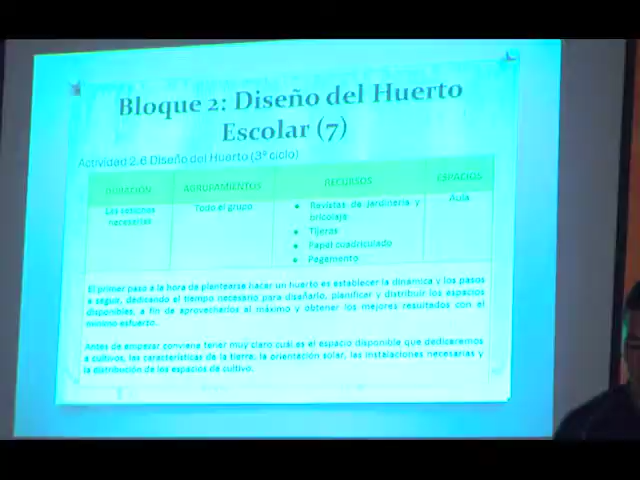 Bloque 2: Diseño del Huerto
Escolar (7)
Actividad 2.6 Diseño del Huerto (3º ciclo)
DURACIÓN
AGRUPAMIENTOS
RECURSOS
ESPACIOS
Las sesiones
necesarias
Todo el grupo
Revistas de jardinería y
bricolaje
Tijeras
Papel cuadriculado
Pegamento
Aula
El primer paso a la hora de plantearse hacer un huerto es establecer la dinámica y los pasos
a seguir, dedicando el tiempo necesario para diseñarlo, planificar y distribuir los espacios
disponibles, a fin de aprovecherlos al máximo y obtener los mejores resultados con el
mínimo esfuerzo.
Antes de empezar conviene tener muy claro cuál es el espacio disponible que dedicaremos
a cultivos, las características de la tierra, la orientación solar, las instalaciones necesarias y
la distribución de los espacios de cultivo.